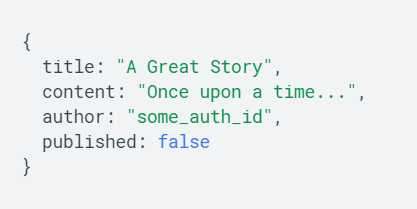 {
  title: "A Great Story",
  content: "Once upon a time...",
  author: "some_auth_id",
  published: false
}